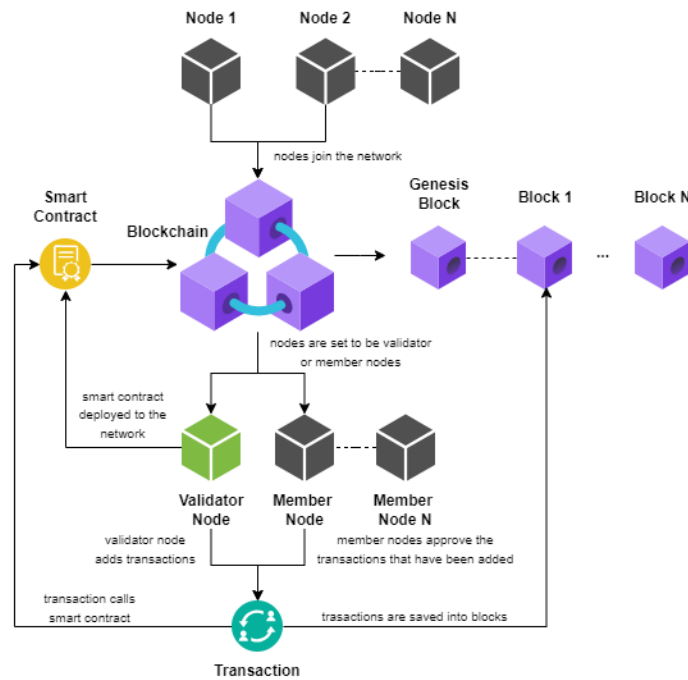 Node 1
Node 2
Node N
nodes join the network
Smart
Contract
Blockchain
Genesis
Block
Block 1
Block N
...
nodes are set to be validator
or member nodes
smart contract
deployed to the
network
Validator
Node
Member
Node
Member
Node N
validator node
adds transactions
member nodes approve the
transactions that have been added
transaction calls
smart contract
trasactions are saved into blocks
Transaction